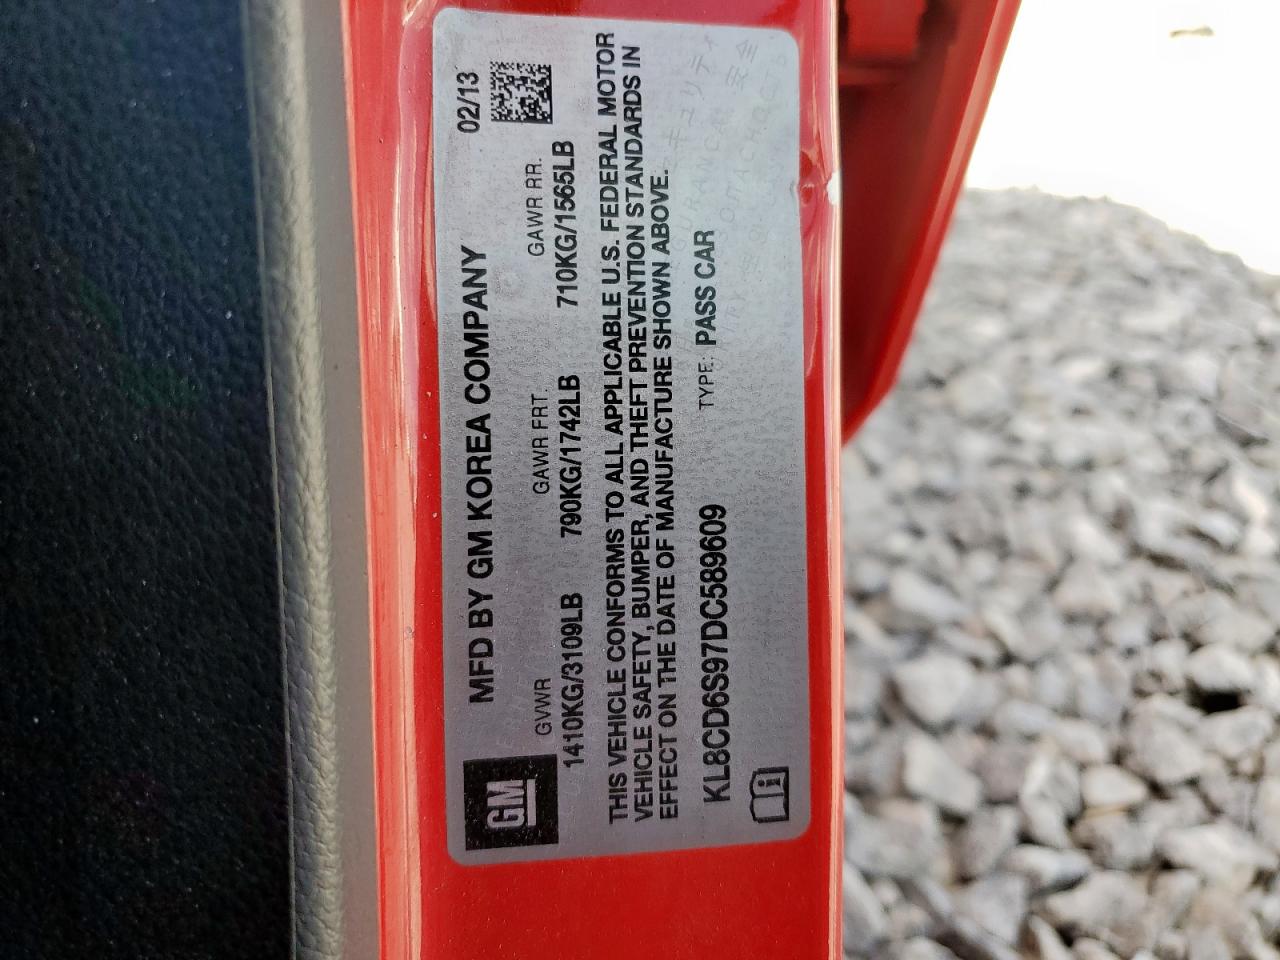 MFD BY GM KOREA COMPANY 02/13
GM
GVWR GAWR FRT. GAWR RR.
1410KG/3109LB 790KG/1742LB 710KG/1565LB
THIS VEHICLE CONFORMS TO ALL APPLICABLE U.S. FEDERAL MOTOR
VEHICLE SAFETY, BUMPER, AND THEFT PREVENTION STANDARDS IN
EFFECT ON THE DATE OF MANUFACTURE SHOWN ABOVE.
KL8CD6S97DC589609 TYPE: PASS CAR